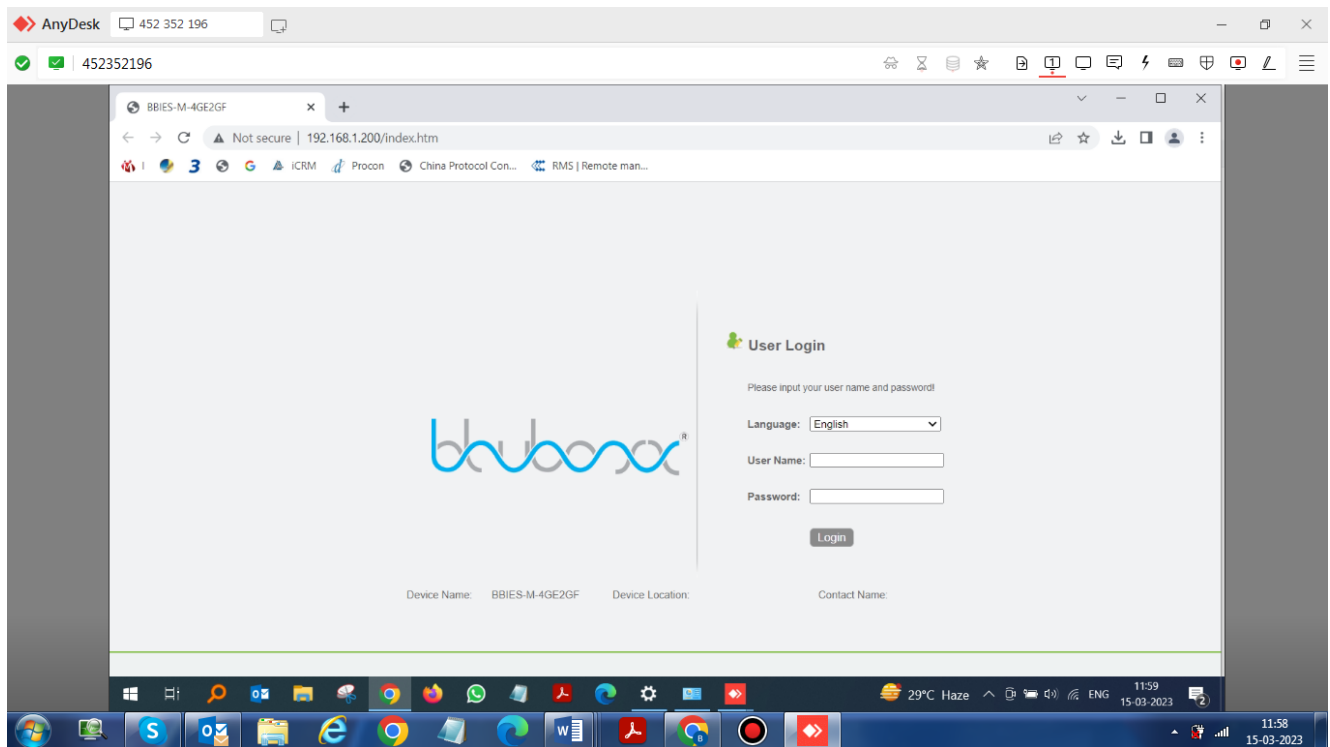 AnyDesk 452 352 196
452352196
BBIES-M-4GE2GF
Not secure | 192.168.1.200/index.htm
iCRM Procon China Protocol Con... RMS | Remote man...
User Login
Please input your user name and password!
Language: English
bluboxx®
User Name:
Password:
Login
Device Name: BBIES-M-4GE2GF Device Location: Contact Name:
29°C Haze ENG 11:59
15-03-2023
11:58
15-03-2023